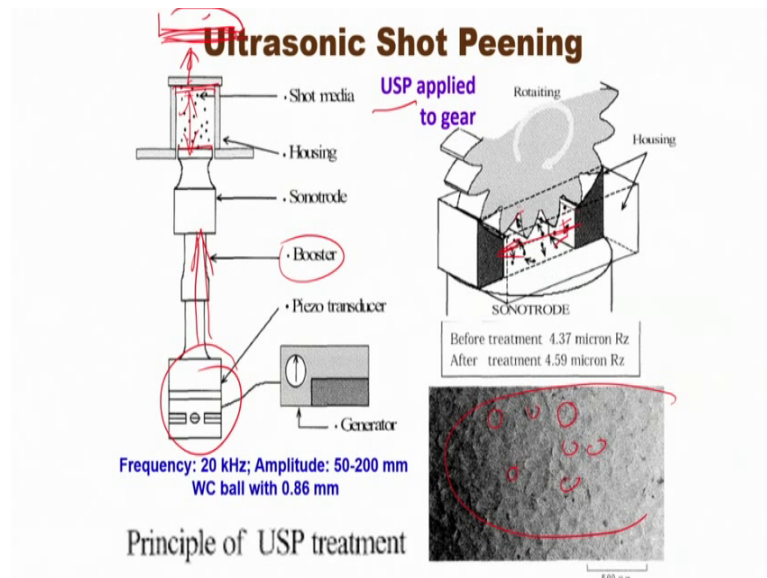 Ultrasonic Shot Peening
· Shot media
· Housing
· Sonotrode
· Booster
· Piezo transducer
· Generator
Frequency: 20 kHz; Amplitude: 50-200 mm
WC ball with 0.86 mm
Principle of USP treatment
USP applied
to gear
Rotaiting
Housing
SONOTRODE
Before treatment 4.37 micron Rz
After treatment 4.59 micron Rz